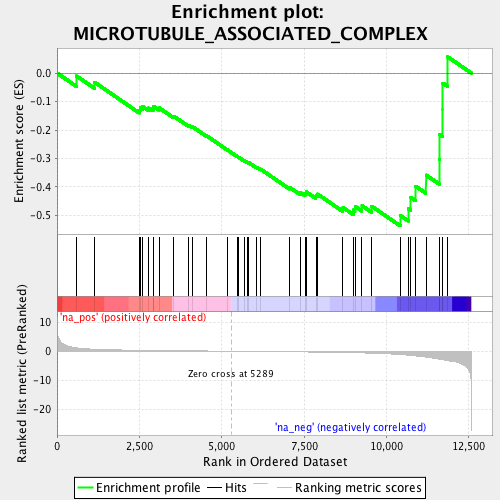 Enrichment plot:
MICROTUBULE_ASSOCIATED_COMPLEX
Enrichment score (ES)
0.0
-0.1
-0.2
-0.3
-0.4
-0.5
'na_pos' (positively correlated)
Ranked list metric (PreRanked)
10
5
0
-5
-10
-15
-20
Zero cross at 5289
'na_neg' (negatively correlated)
0
2,500
5,000
7,500
10,000
12,500
Rank in Ordered Dataset
Enrichment profile
Hits
Ranking metric scores